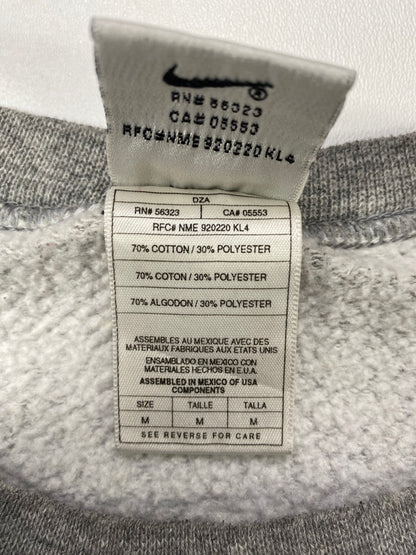 ®
RN# 56323
CA# 05553
RFC#NME 920220 KL4
DZA
RN# 56323 CA# 05553
RFC# NME 920220 KL4
70% COTTON / 30% POLYESTER
70% COTON / 30% POLYESTER
70% ALGODON / 30% POLYESTER
ASSEMBLES AU MEXIQUE AVEC DES
MATERIAUX FABRIQUES AUX ETATS UNIS
ENSAMBLADO EN MEXICO CON
MATERIALES HECHOS EN E.U.A.
ASSEMBLED IN MEXICO OF USA
COMPONENTS
SIZE TAILLE TALLA
M M M
SEE REVERSE FOR CARE